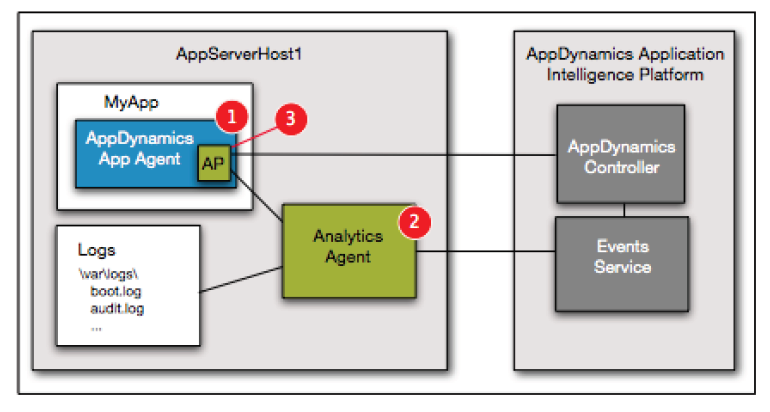 AppServerHost1
MyApp
1
3
AppDynamics
App Agent
AP
Logs
\var\logs\
boot.log
audit.log
...
2
Analytics
Agent
AppDynamics Application
Intelligence Platform
AppDynamics
Controller
Events
Service